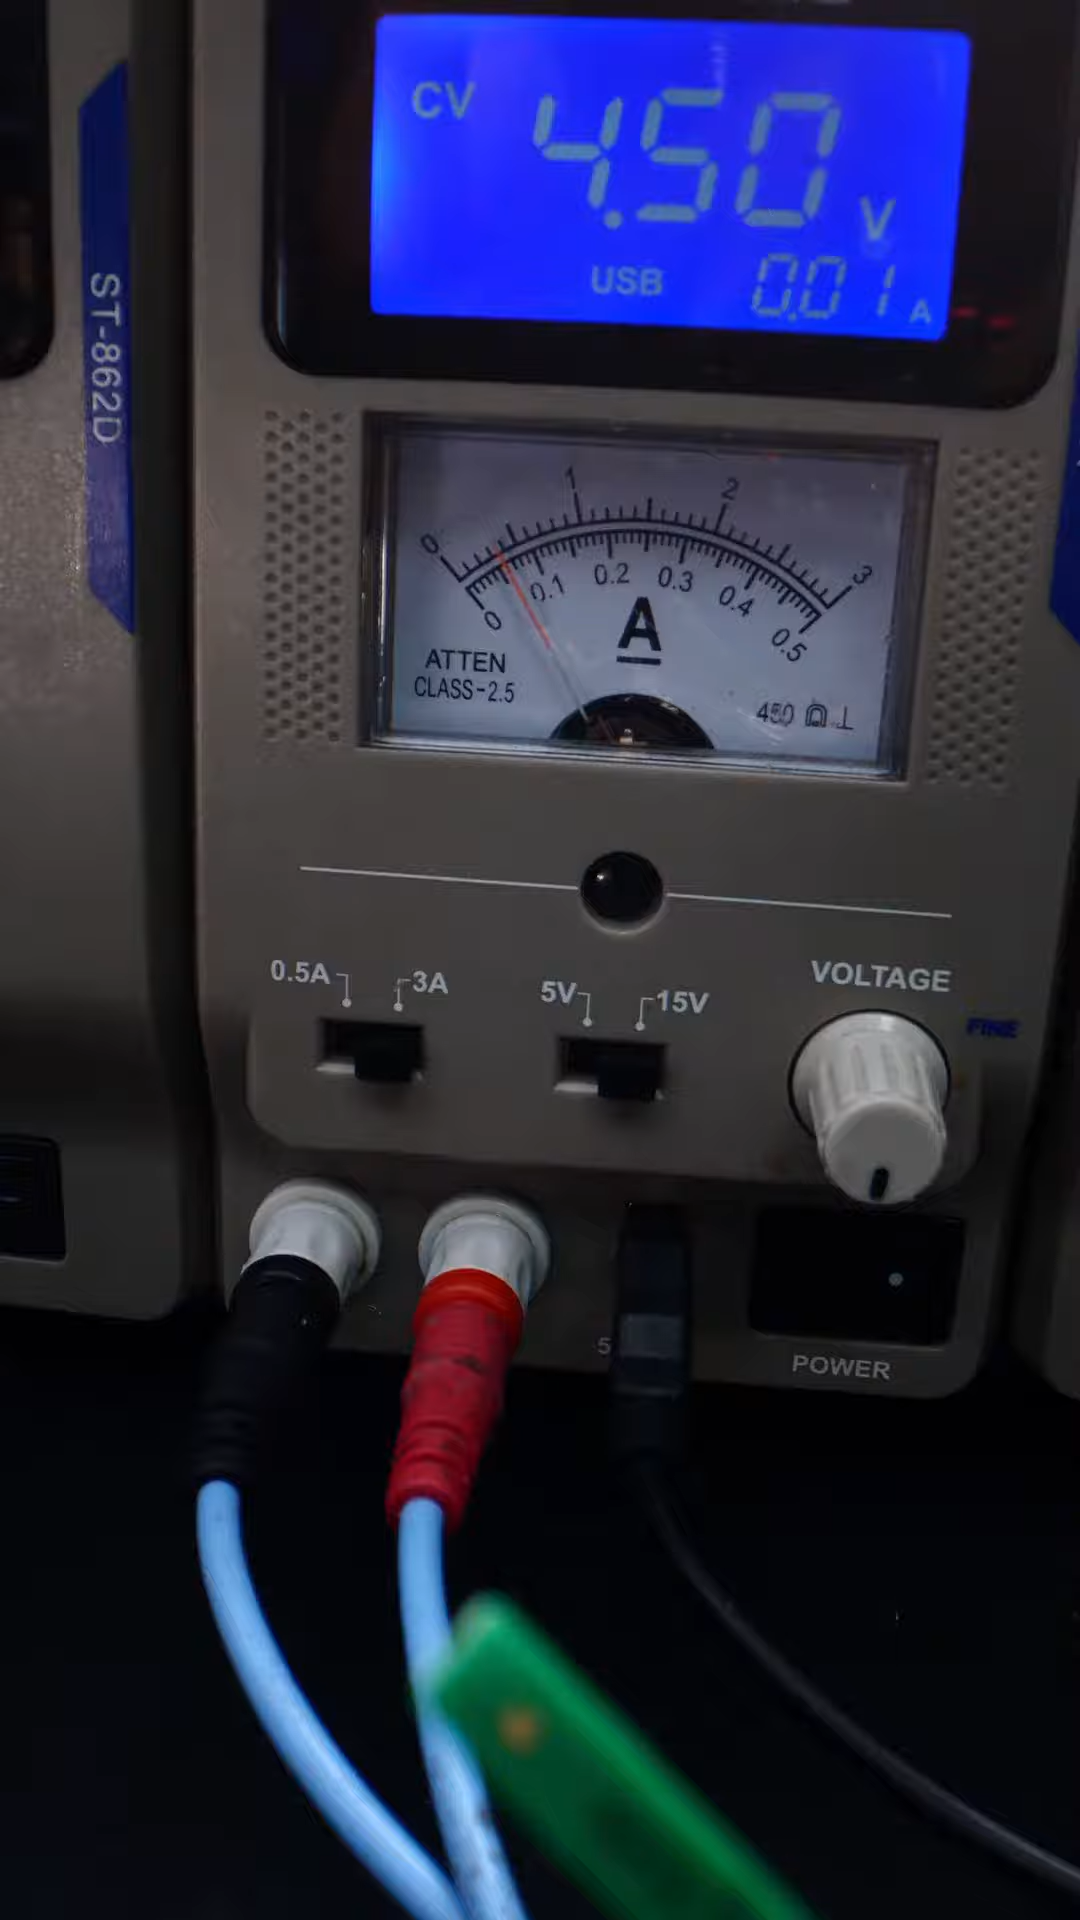 CV 4.50 V
USB 0.01 A
ST-862D
0 1 2 3
0 0.1 0.2 0.3 0.4 0.5
A
ATTEN
CLASS-2.5
450
0.5A 3A
5V 15V
VOLTAGE
FINE
5
POWER